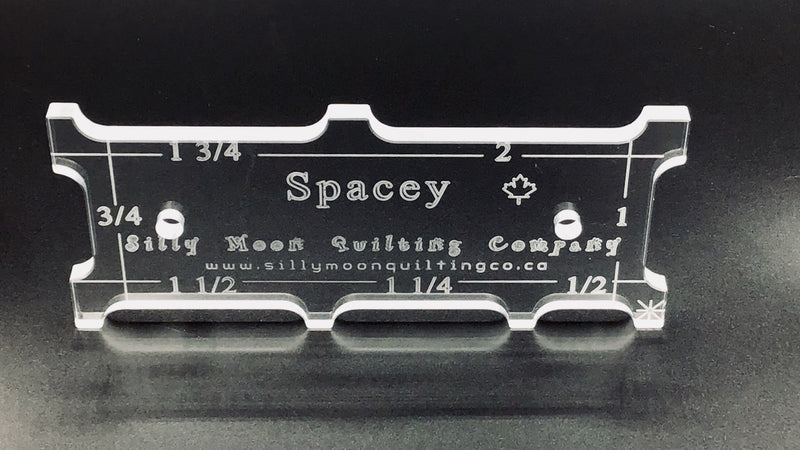 1 3/4 2
Spacey
3/4 1
Silly Moon Quilting Company
www.sillymoonquiltingco.ca
1 1/2 1 1/4 1/2